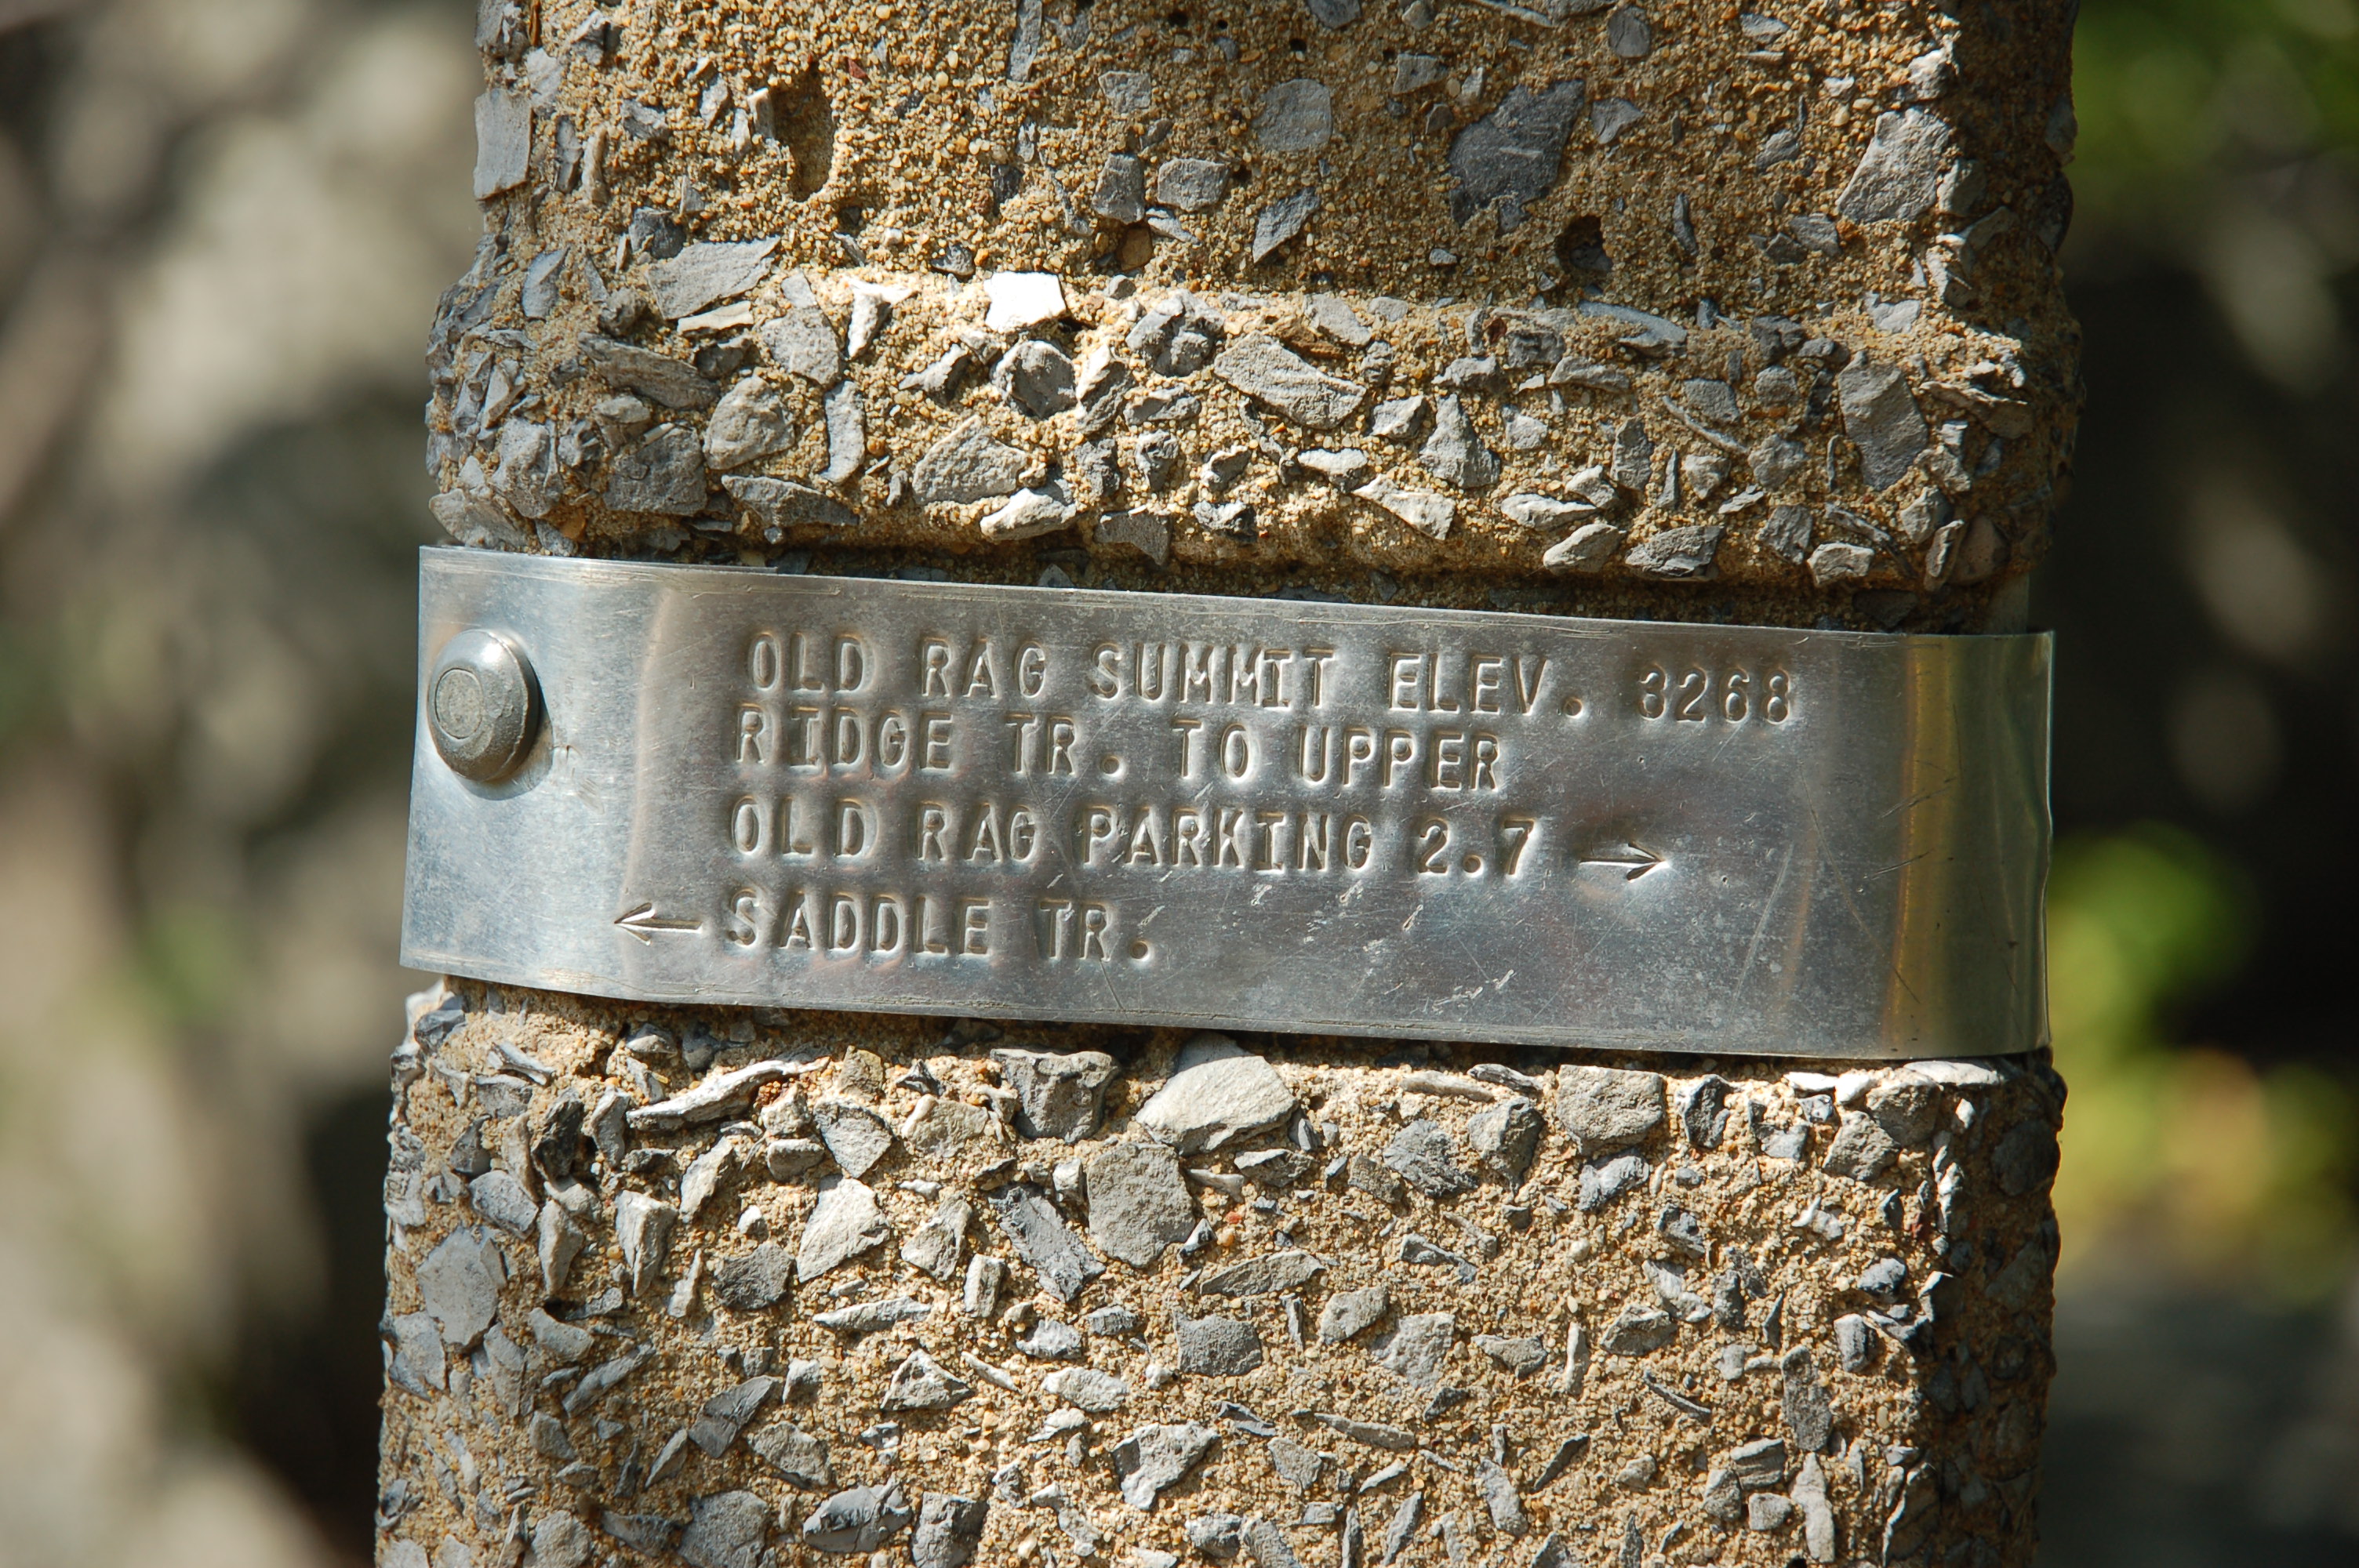 OLD RAG SUMMIT ELEV. 3268
RIDGE TR. TO UPPER
OLD RAG PARKING 2.7 →
← SADDLE TR.